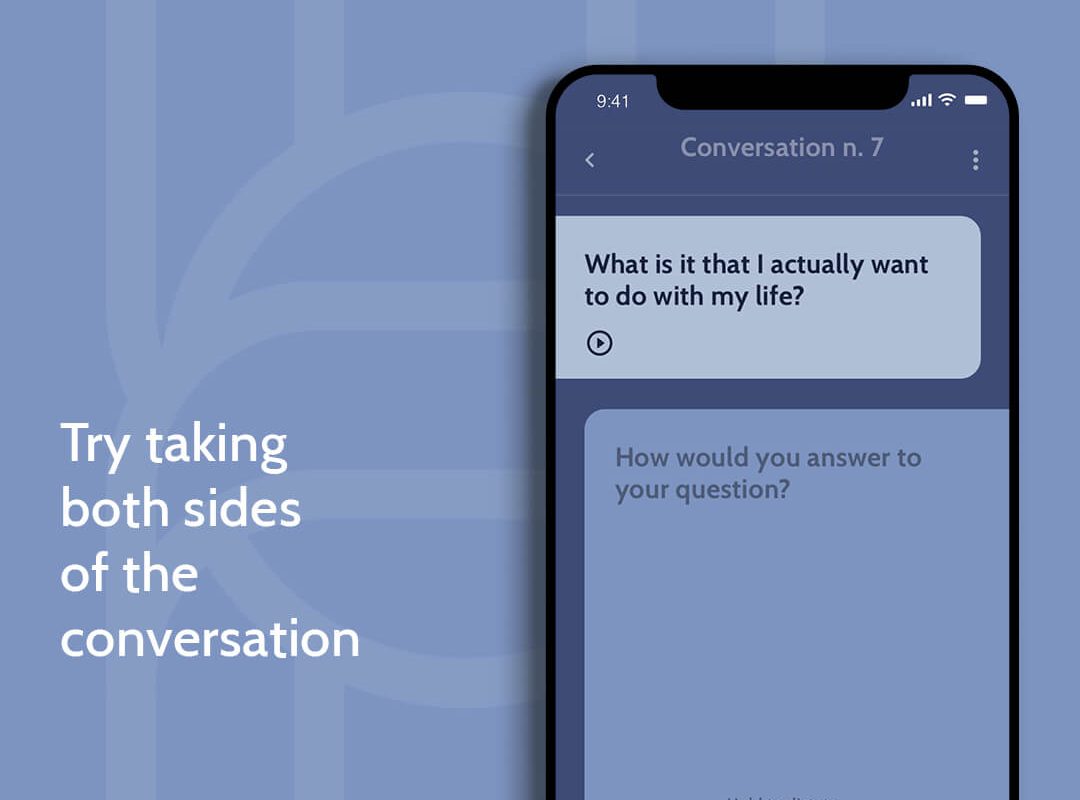 Try taking
both sides
of the
conversation
9:41
Conversation n. 7
What is it that I actually want
to do with my life?
How would you answer to
your question?